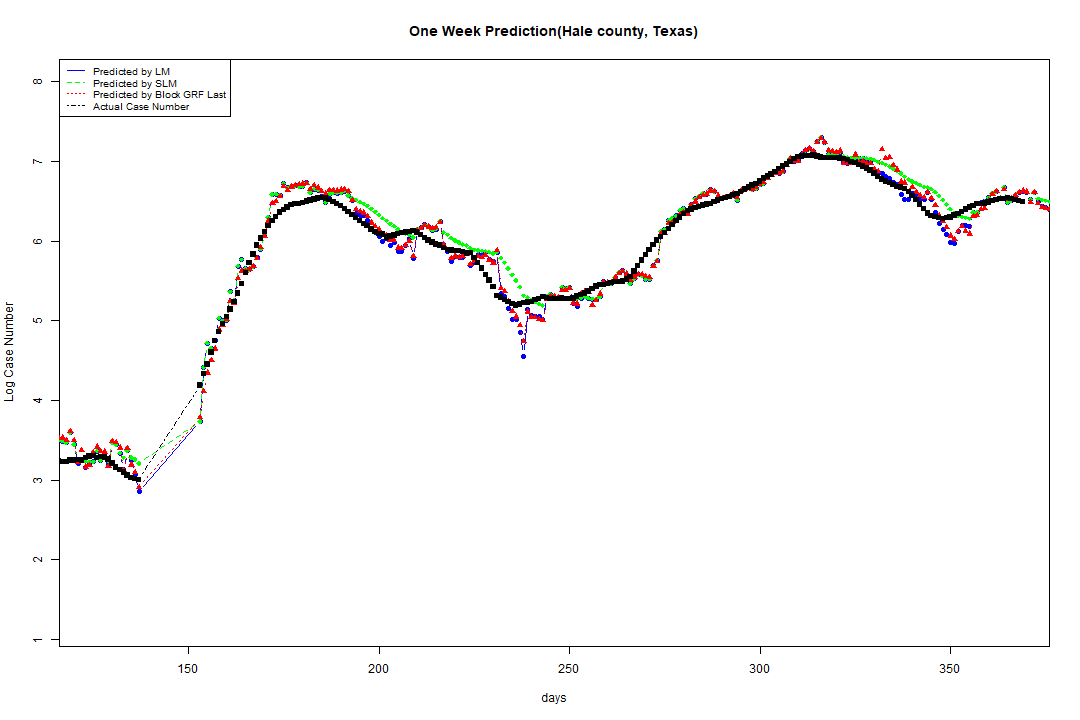 One Week Prediction(Hale county, Texas)
Predicted by LM
Predicted by SLM
Predicted by Block GRF Last
Actual Case Number
8
7
6
5
4
3
2
1
Log Case Number
150 200 250 300 350
days